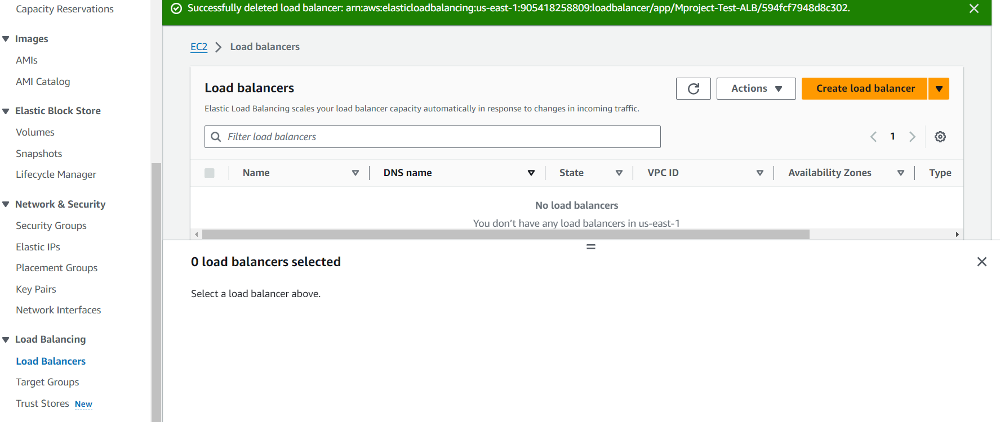 Capacity Reservations
Images
AMIs
AMI Catalog
Elastic Block Store
Volumes
Snapshots
Lifecycle Manager
Network & Security
Security Groups
Elastic IPs
Placement Groups
Key Pairs
Network Interfaces
Load Balancing
Load Balancers
Target Groups
Trust Stores New
Successfully deleted load balancer: arn:aws:elasticloadbalancing:us-east-1:905418258809:loadbalancer/app/Mproject-Test-ALB/594fcf7948d8c302.
EC2 Load balancers
Load balancers
Actions
Create load balancer
Elastic Load Balancing scales your load balancer capacity automatically in response to changes in incoming traffic.
Filter load balancers
1
Name DNS name State VPC ID Availability Zones Type
No load balancers
You don’t have any load balancers in us-east-1
0 load balancers selected
Select a load balancer above.